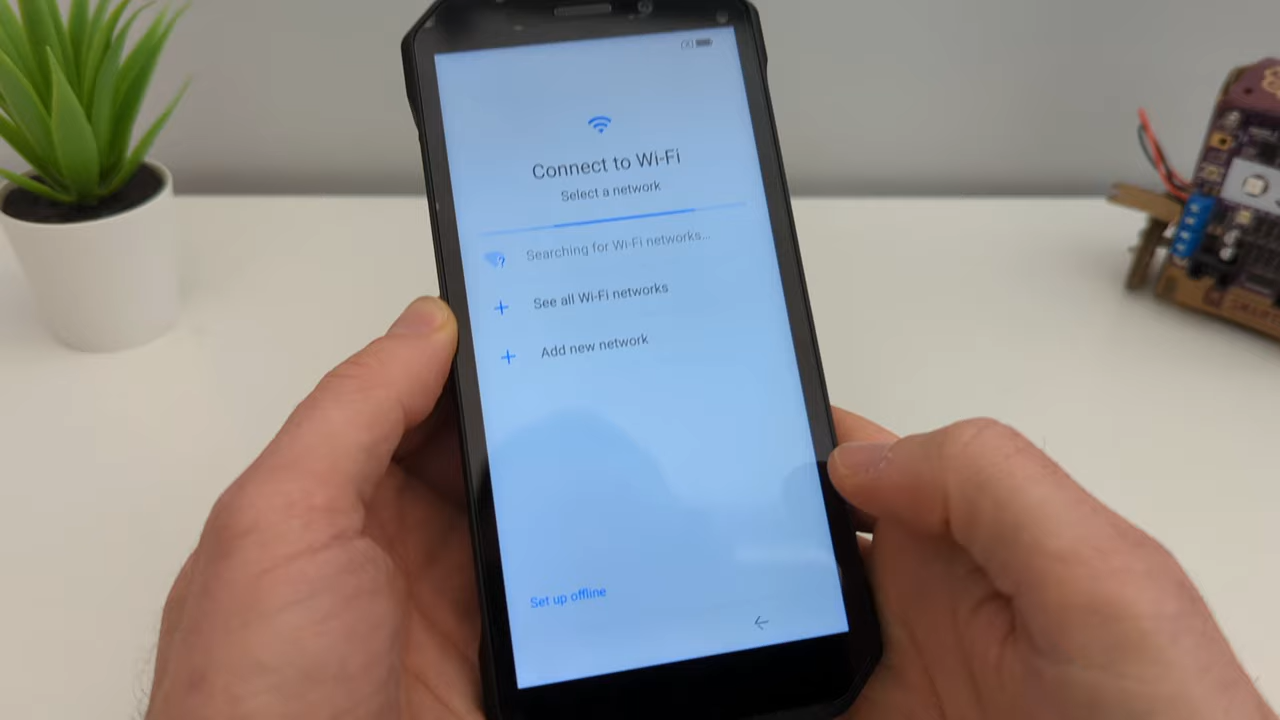 Connect to Wi-Fi
Select a network
Searching for Wi-Fi networks...
See all Wi-Fi networks
Add new network
Set up offline